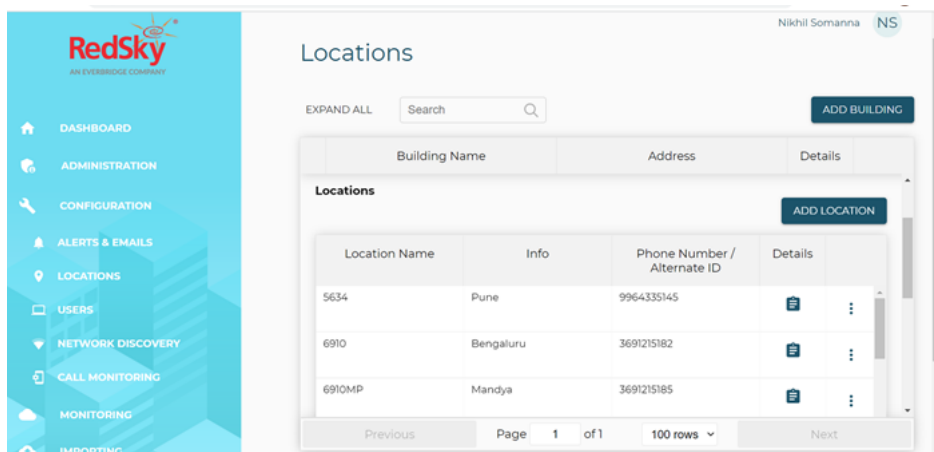 RedSky
AN EVERBRIDGE COMPANY
DASHBOARD
ADMINISTRATION
CONFIGURATION
ALERTS & EMAILS
LOCATIONS
USERS
NETWORK DISCOVERY
CALL MONITORING
MONITORING
IMPORTING
Nikhil Somanna NS
Locations
EXPAND ALL Search ADD BUILDING
Building Name Address Details
Locations
ADD LOCATION
Location Name Info Phone Number / Alternate ID Details
5634 Pune 9964335145
6910 Bengaluru 3691215182
6910MP Mandya 3691215185
Previous Page 1 of 1 100 rows Next